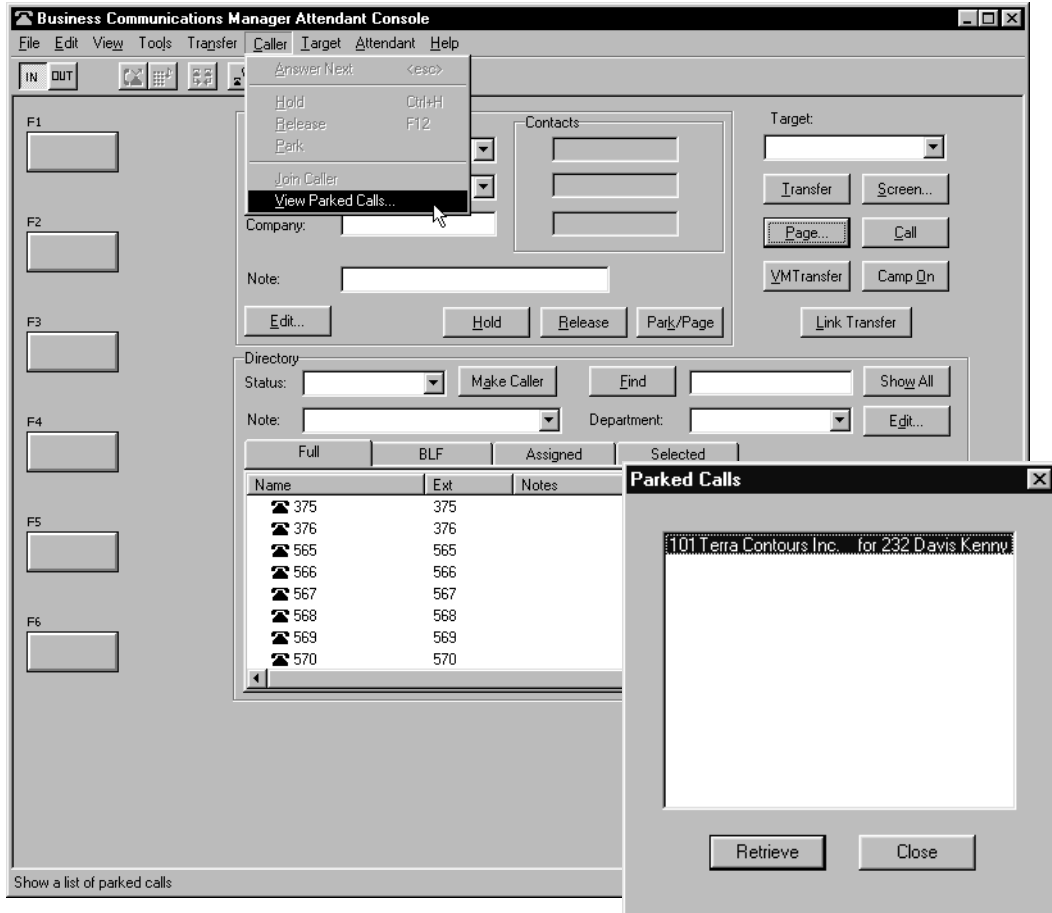 Business Communications Manager Attendant Console
File Edit View Tools Transfer Caller Target Attendant Help
IN OUT
Answer Next <esc>
Hold Ctrl+H
Release F12
Park
Join Caller
View Parked Calls...
F1
F2
F3
F4
F5
F6
Contacts
Company:
Note:
Edit... Hold Release Park/Page
Target:
Transfer Screen...
Page... Call
VMTransfer Camp On
Link Transfer
Directory
Status: Make Caller Find Show All
Note: Department: Edit...
Full BLF Assigned Selected
Name Ext Notes
375 375
376 376
565 565
566 566
567 567
568 568
569 569
570 570
Show a list of parked calls
Parked Calls
101 Terra Contours Inc. for 232 Davis Kenny
Retrieve Close